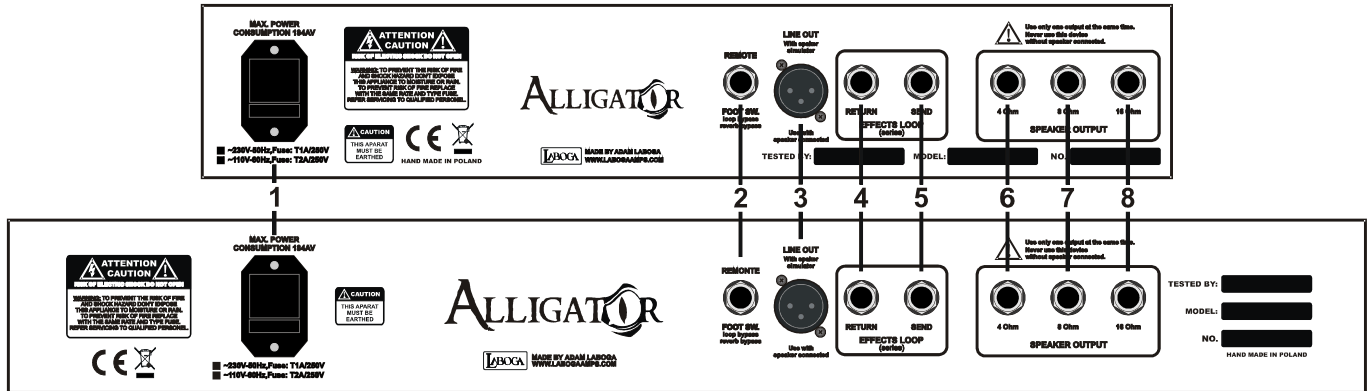 MAX. POWER
CONSUMPTION 184AV
ATTENTION
CAUTION
RISK OF ELECTRIC SHOCK DO NOT OPEN
WARNING: TO PREVENT THE RISK OF FIRE
AND SHOCK HAZARD DON'T EXPOSE
THIS APPLIANCE TO MOISTURE OR RAIN.
TO PREVENT RISK OF FIRE REPLACE
WITH THE SAME RATE AND TYPE FUSE.
REFER SERVICING TO QUALIFIED PERSONEL.
~230V-50Hz,Fuse: T1A/250V
~110V-60Hz,Fuse: T2A/250V
CAUTION
THIS APARAT
MUST BE
EARTHED
CE
HAND MADE IN POLAND
ALLIGATOR
LABOGA
MADE BY ADAM LABOGA
WWW.LABOGAAMPS.COM
REMOTE
FOOT SW.
loop bypass
reverb bypass
LINE OUT
With speaker
simulator
Use with
speaker connected
RETURN SEND
EFFECTS LOOP
(series)
Use only one output at the same time.
Never use this device
without speaker connected.
4 Ohm 8 Ohm 16 Ohm
SPEAKER OUTPUT
TESTED BY: MODEL: NO.
1 2 3 4 5 6 7 8
ATTENTION
CAUTION
RISK OF ELECTRIC SHOCK DO NOT OPEN
WARNING: TO PREVENT THE RISK OF FIRE
AND SHOCK HAZARD DON'T EXPOSE
THIS APPLIANCE TO MOISTURE OR RAIN.
TO PREVENT RISK OF FIRE REPLACE
WITH THE SAME RATE AND TYPE FUSE.
REFER SERVICING TO QUALIFIED PERSONEL.
CE
MAX. POWER
CONSUMPTION 184AV
~230V-50Hz,Fuse: T1A/250V
~110V-60Hz,Fuse: T2A/250V
CAUTION
THIS APARAT
MUST BE
EARTHED
ALLIGATOR
LABOGA
MADE BY ADAM LABOGA
WWW.LABOGAAMPS.COM
REMONTE
FOOT SW.
loop bypass
reverb bypass
LINE OUT
With speaker
simulator
Use with
speaker connected
RETURN SEND
EFFECTS LOOP
(series)
Use only one output at the same time.
Never use this device
without speaker connected.
4 Ohm 8 Ohm 16 Ohm
SPEAKER OUTPUT
TESTED BY:
MODEL:
NO.
HAND MADE IN POLAND